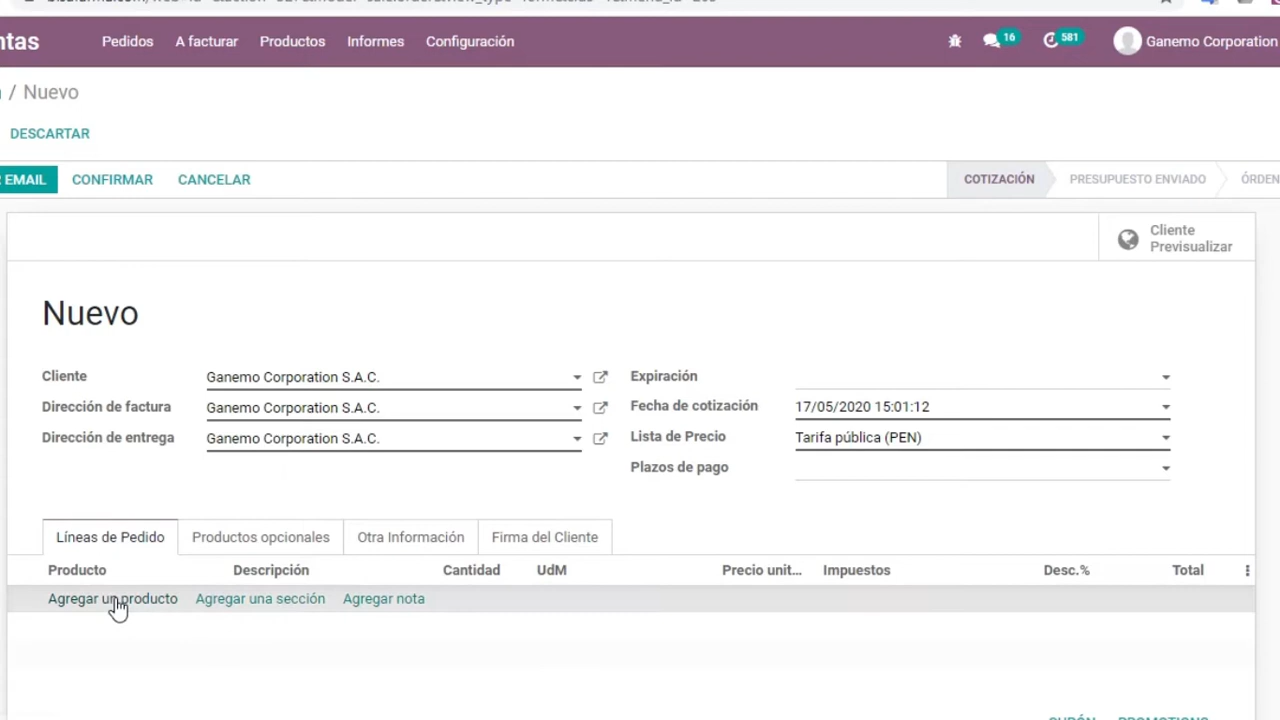 ntas Pedidos A facturar Productos Informes Configuración 16 581 Ganemo Corporation
/ Nuevo
DESCARTAR
EMAIL CONFIRMAR CANCELAR COTIZACIÓN PRESUPUESTO ENVIADO ÓRDEN
Cliente
Previsualizar
Nuevo
Cliente Ganemo Corporation S.A.C. Expiración
Dirección de factura Ganemo Corporation S.A.C. Fecha de cotización 17/05/2020 15:01:12
Dirección de entrega Ganemo Corporation S.A.C. Lista de Precio Tarifa pública (PEN)
Plazos de pago
Líneas de Pedido Productos opcionales Otra Información Firma del Cliente
Producto Descripción Cantidad UdM Precio unit... Impuestos Desc.% Total
Agregar un producto Agregar una sección Agregar nota
CUPÓN PROMOTIONS